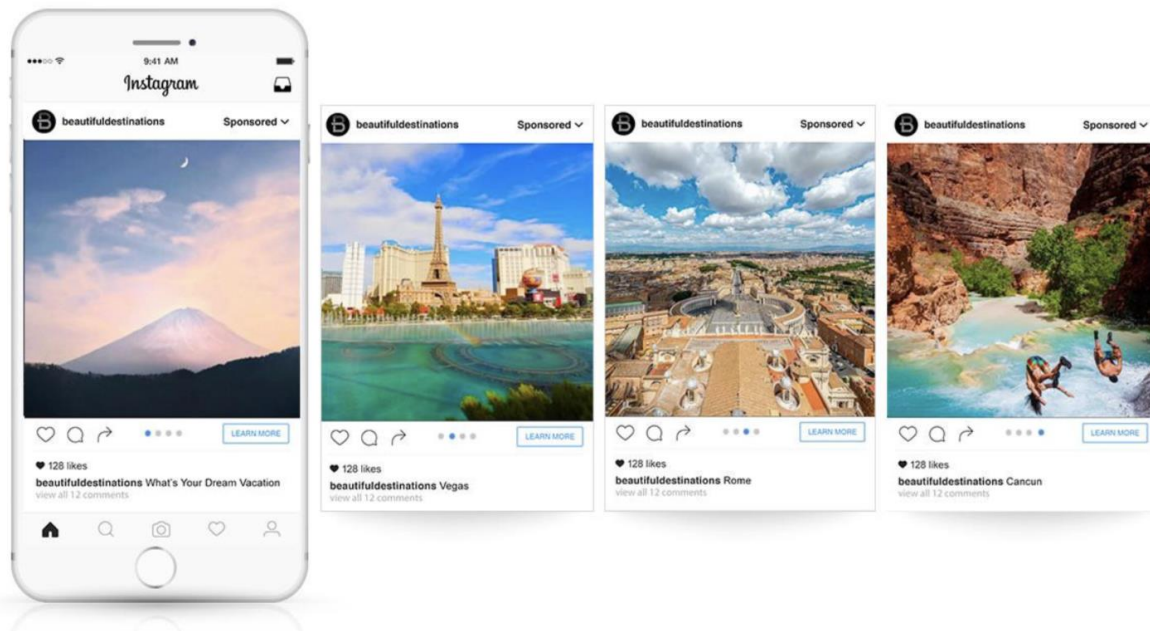 9:41 AM
Instagram
beautifuldestinations Sponsored
LEARN MORE
128 likes
beautifuldestinations What's Your Dream Vacation
view all 12 comments
beautifuldestinations Sponsored
LEARN MORE
128 likes
beautifuldestinations Vegas
view all 12 comments
beautifuldestinations Sponsored
LEARN MORE
128 likes
beautifuldestinations Rome
view all 12 comments
beautifuldestinations Sponsored
LEARN MORE
128 likes
beautifuldestinations Cancun
view all 12 comments